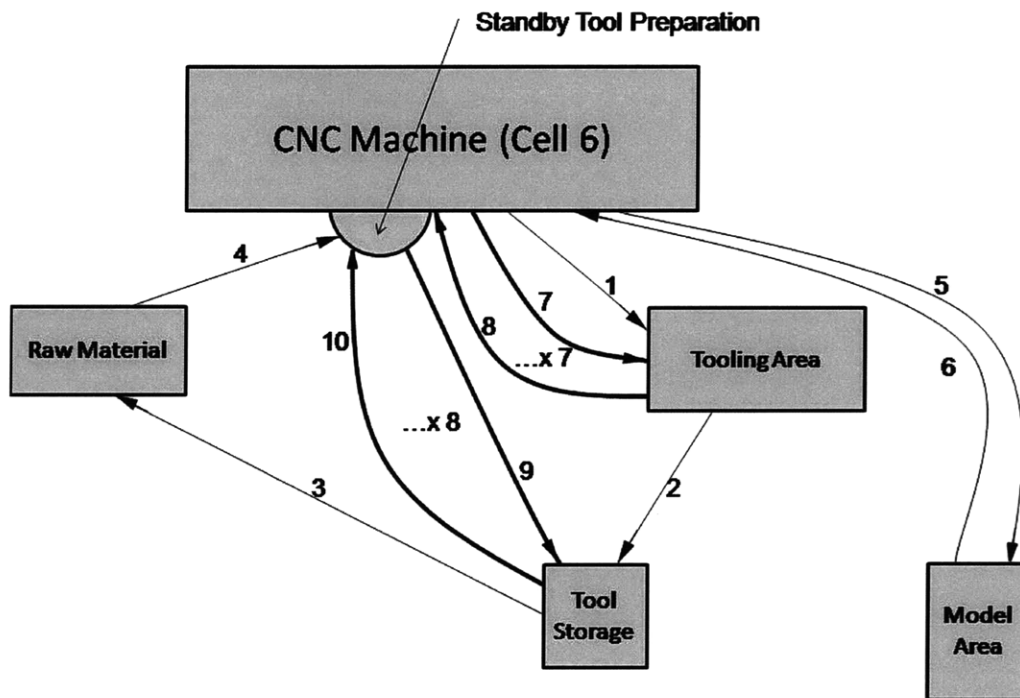 Standby Tool Preparation
CNC Machine (Cell 6)
4
1
5
7
8
10
Raw Material
...x 7
Tooling Area
6
...x 8
9
3
2
Tool
Storage
Model
Area